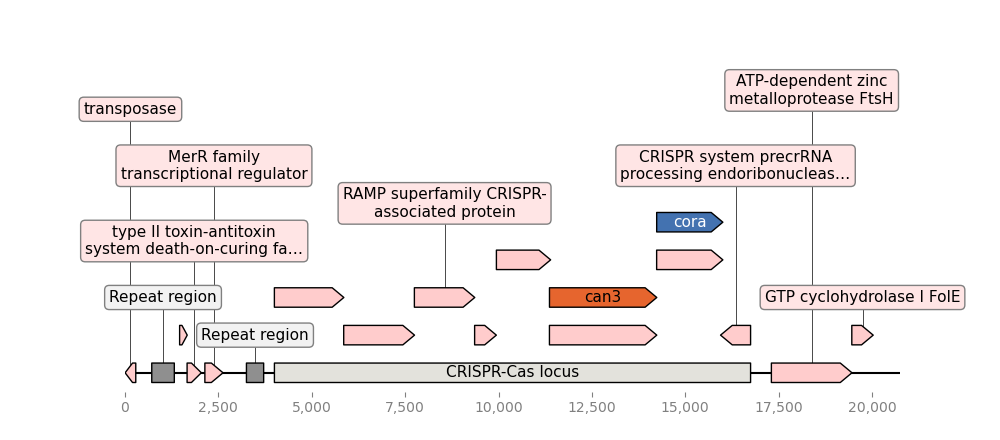 ATP-dependent zinc
metalloprotease FtsH
transposase
MerR family
transcriptional regulator
CRISPR system precrRNA
processing endoribonucleas…
RAMP superfamily CRISPR-
associated protein
cora
type II toxin-antitoxin
system death-on-curing fa…
Repeat region
can3
GTP cyclohydrolase I FolE
Repeat region
CRISPR-Cas locus
0 2,500 5,000 7,500 10,000 12,500 15,000 17,500 20,000